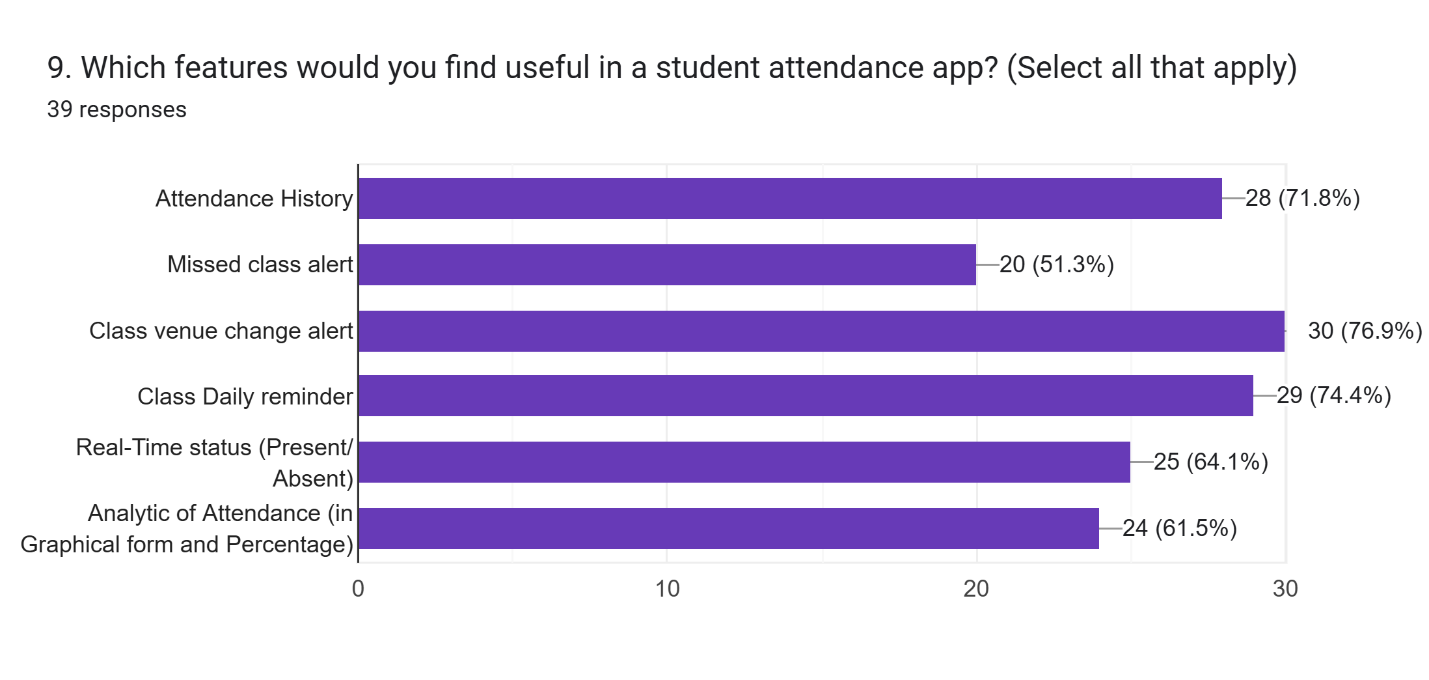 9. Which features would you find useful in a student attendance app? (Select all that apply)
39 responses
Attendance History
28 (71.8%)
Missed class alert
20 (51.3%)
Class venue change alert
30 (76.9%)
Class Daily reminder
29 (74.4%)
Real-Time status (Present/
Absent)
25 (64.1%)
Analytic of Attendance (in
Graphical form and Percentage)
24 (61.5%)
0 10 20 30